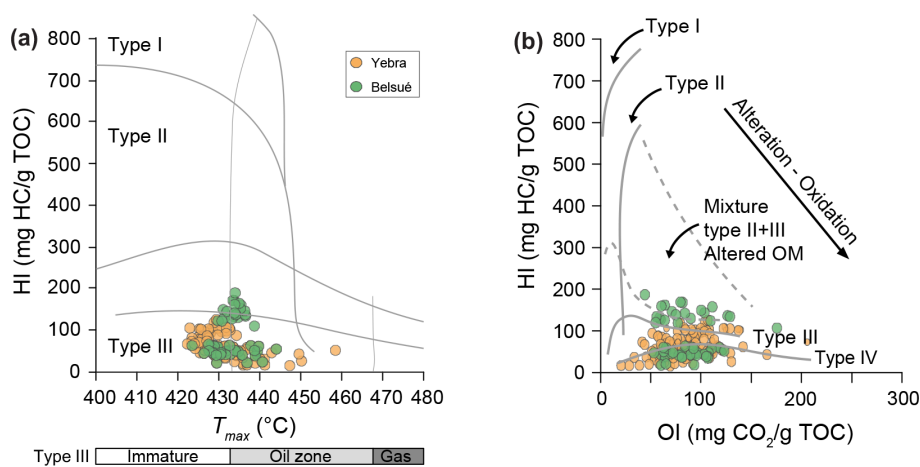 (a)
HI (mg HC/g TOC)
800
700
600
500
400
300
200
100
0
Type I
Type II
Type III
Yebra
Belsué
400 410 420 430 440 450 460 470 480
Tmax (°C)
Type III Immature Oil zone Gas
(b)
HI (mg HC/g TOC)
800
700
600
500
400
300
200
100
0
Type I
Type II
Alteration - Oxidation
Mixture
type II+III
Altered OM
Type III
Type IV
0 100 200 300
OI (mg CO2/g TOC)